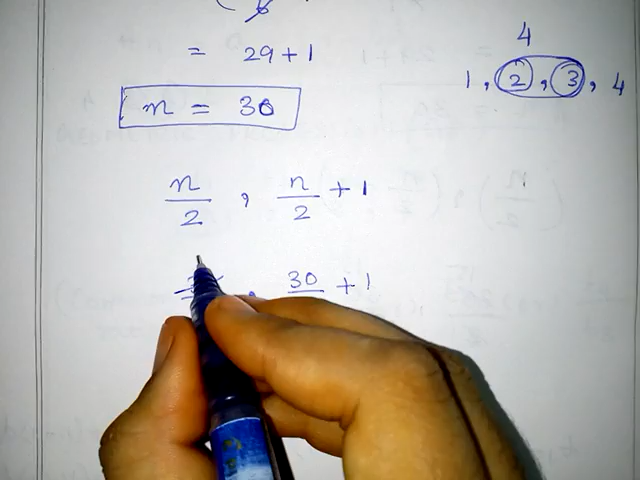 = 29 + 1
n = 30
4
1, 2, 3, 4
n/2 , n/2 + 1
, 30 + 1